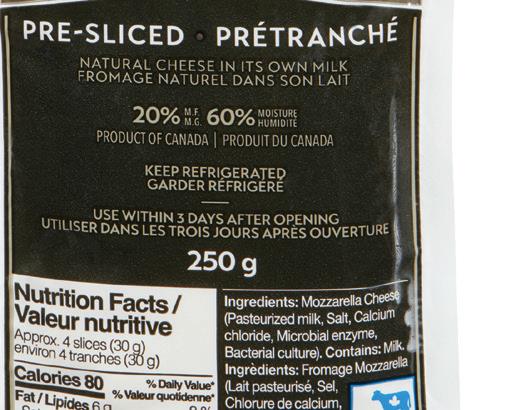 PRE-SLICED • PRÉTRANCHÉ
NATURAL CHEESE IN ITS OWN MILK
FROMAGE NATUREL DANS SON LAIT
20% M.F. M.G. 60% MOISTURE HUMIDITÉ
PRODUCT OF CANADA | PRODUIT DU CANADA
KEEP REFRIGERATED
GARDER RÉFRIGÉRÉ
USE WITHIN 3 DAYS AFTER OPENING
UTILISER DANS LES TROIS JOURS APRÈS OUVERTURE
250 g
Nutrition Facts /
Valeur nutritive
Approx. 4 slices (30 g)
environ 4 tranches (30 g)
Calories 80
% Daily Value*
% Valeur quotidienne*
Fat / Lipides 6 g
Ingredients: Mozzarella Cheese
(Pasteurized milk, Salt, Calcium
chloride, Microbial enzyme,
Bacterial culture). Contains: Milk.
Ingrédients: Fromage Mozzarella
(Lait pasteurisé, Sel,
Chlorure de calcium,